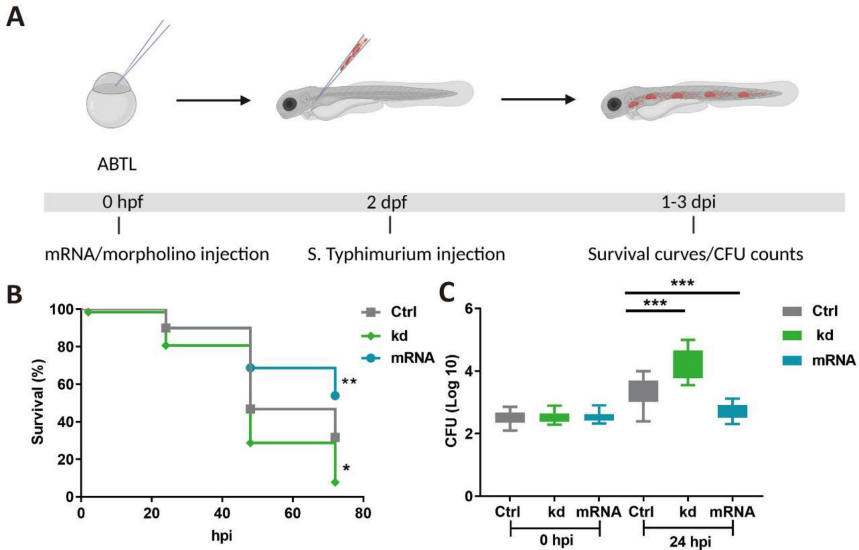 A
ABTL
0 hpf 2 dpf 1-3 dpi
mRNA/morpholino injection S. Typhimurium injection Survival curves/CFU counts
B
100
80
60
40
20
0
Survival (%)
0 20 40 60 80
hpi
Ctrl
kd
mRNA
**
*
C
6
4
2
0
CFU (Log 10)
***
***
Ctrl kd mRNA Ctrl kd mRNA
0 hpi 24 hpi
Ctrl
kd
mRNA